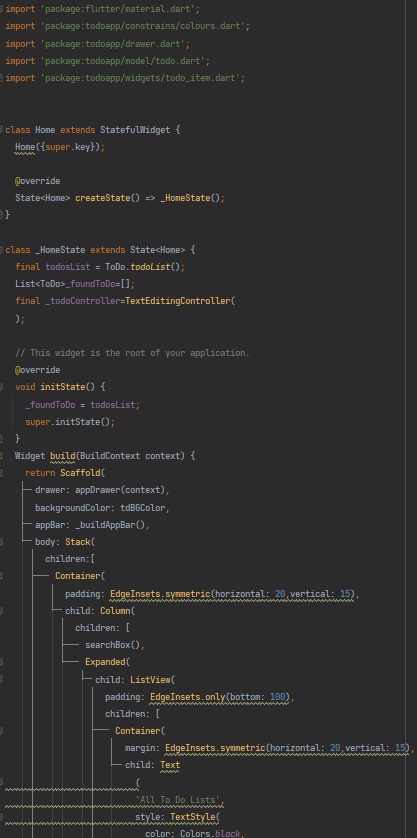 import 'package:flutter/material.dart';
import 'package:todoapp/constrains/colours.dart';
import 'package:todoapp/drawer.dart';
import 'package:todoapp/model/todo.dart';
import 'package:todoapp/widgets/todo_item.dart';
class Home extends StatefulWidget {
Home({super.key});
@override
State<Home> createState() => _HomeState();
}
class _HomeState extends State<Home> {
final todosList = ToDo.todoList();
List<ToDo>_foundToDo=[];
final _todoController=TextEditingController(
);
// This widget is the root of your application.
@override
void initState() {
_foundToDo = todosList;
super.initState();
}
Widget build(BuildContext context) {
return Scaffold(
drawer: appDrawer(context),
backgroundColor: tdBGColor,
appBar: _buildAppBar(),
body: Stack(
children:[
Container(
padding: EdgeInsets.symmetric(horizontal: 20,vertical: 15),
child: Column(
children: [
searchBox(),
Expanded(
child: ListView(
padding: EdgeInsets.only(bottom: 100),
children: [
Container(
margin: EdgeInsets.symmetric(horizontal: 20,vertical: 15),
child: Text
(
'All To Do Lists',
style: TextStyle(
color: Colors.black,